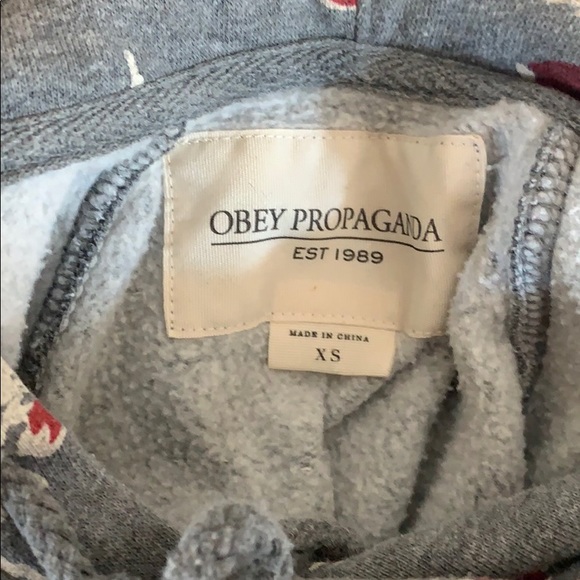 OBEY PROPAGANDA
EST 1989
MADE IN CHINA
XS